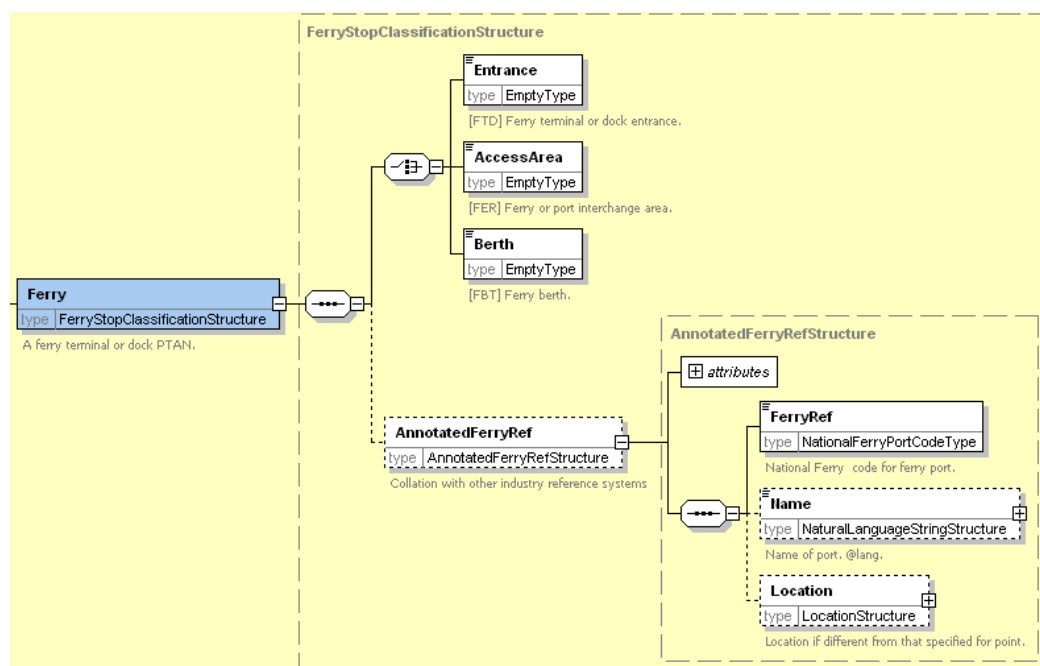 FerryStopClassificationStructure
Entrance
type EmptyType
[FTD] Ferry terminal or dock entrance.
AccessArea
type EmptyType
[FER] Ferry or port interchange area.
Berth
type EmptyType
[FBT] Ferry berth.
Ferry
type FerryStopClassificationStructure
A ferry terminal or dock PTAN.
AnnotatedFerryRefStructure
attributes
FerryRef
type NationalFerryPortCodeType
National Ferry code for ferry port.
AnnotatedFerryRef
type AnnotatedFerryRefStructure
Collation with other industry reference systems
Name
type NaturalLanguageStringStructure
Name of port. @lang.
Location
type LocationStructure
Location if different from that specified for point.